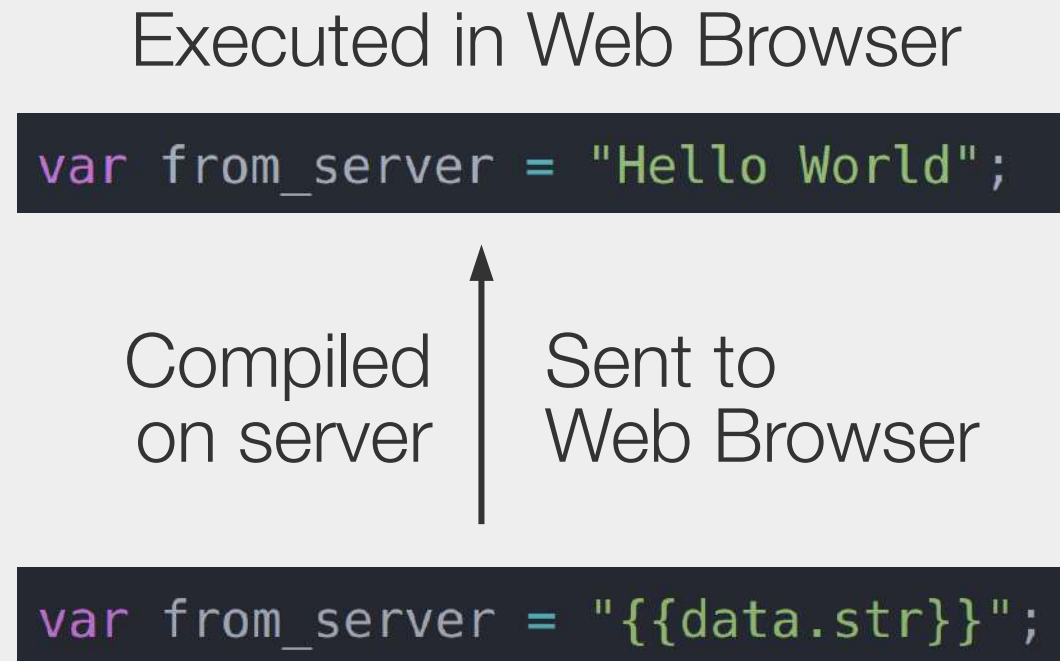 Executed in Web Browser
var from_server = "Hello World";
Compiled
on server
Sent to
Web Browser
var from_server = "{{data.str}}";